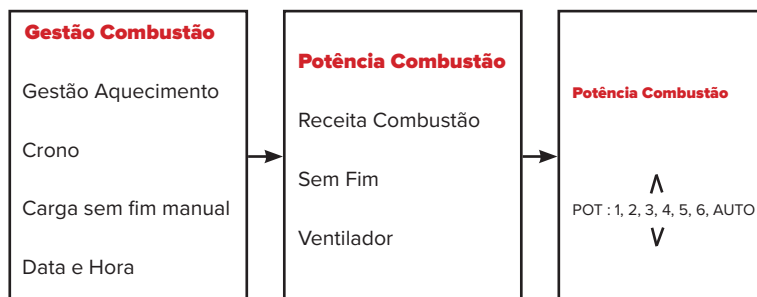 Gestão Combustão
Gestão Aquecimento
Crono
Carga sem fim manual
Data e Hora
Potência Combustão
Receita Combustão
Sem Fim
Ventilador
Potência Combustão
POT : 1, 2, 3, 4, 5, 6, AUTO